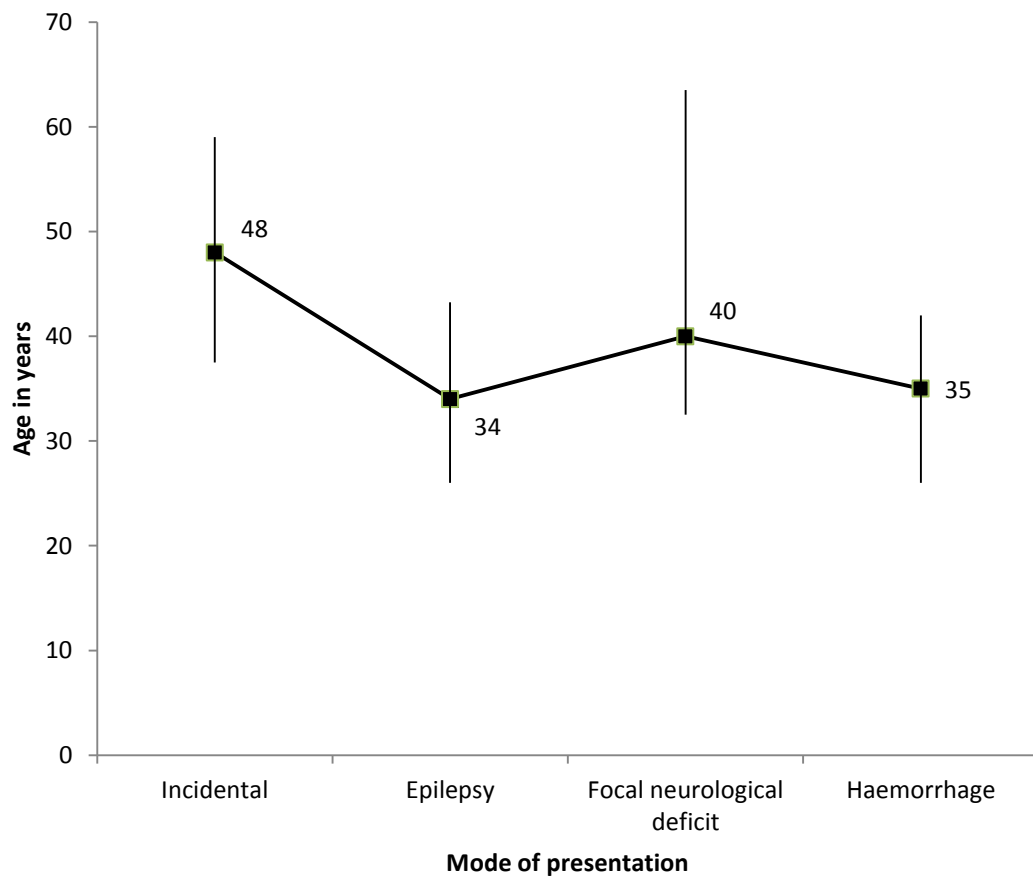 70
60
50
40
30
20
10
0
Age in years
48
34
40
35
Incidental
Epilepsy
Focal neurological
deficit
Haemorrhage
Mode of presentation